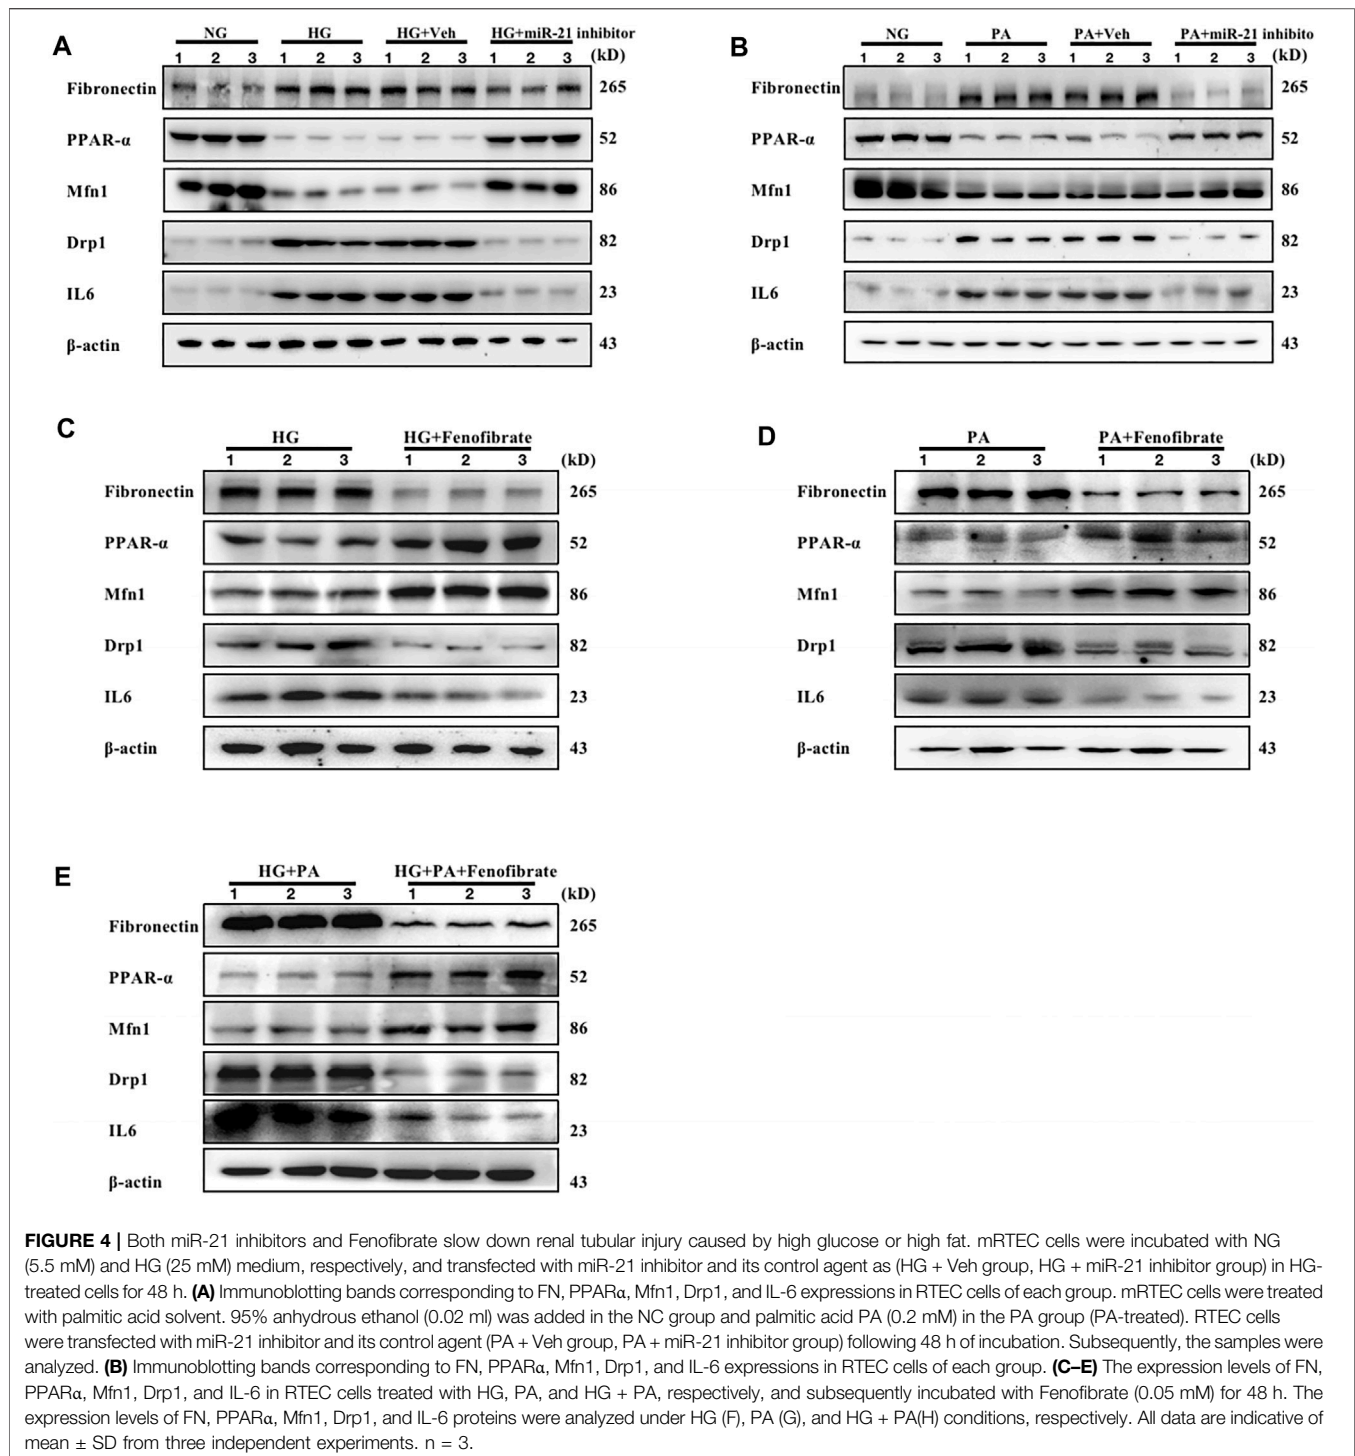 A
NG HG HG+Veh HG+miR-21 inhibitor
1 2 3 1 2 3 1 2 3 1 2 3 (kD)
Fibronectin 265
PPAR-α 52
Mfn1 86
Drp1 82
IL6 23
β-actin 43
B
NG PA PA+Veh PA+miR-21 inhibito
1 2 3 1 2 3 1 2 3 1 2 3 (kD)
Fibronectin 265
PPAR-α 52
Mfn1 86
Drp1 82
IL6 23
β-actin 43
C
HG HG+Fenofibrate
1 2 3 1 2 3 (kD)
Fibronectin 265
PPAR-α 52
Mfn1 86
Drp1 82
IL6 23
β-actin 43
D
PA PA+Fenofibrate
1 2 3 1 2 3 (kD)
Fibronectin 265
PPAR-α 52
Mfn1 86
Drp1 82
IL6 23
β-actin 43
E
HG+PA HG+PA+Fenofibrate
1 2 3 1 2 3 (kD)
Fibronectin 265
PPAR-α 52
Mfn1 86
Drp1 82
IL6 23
β-actin 43
FIGURE 4 | Both miR-21 inhibitors and Fenofibrate slow down renal tubular injury caused by high glucose or high fat. mRTEC cells were incubated with NG
(5.5 mM) and HG (25 mM) medium, respectively, and transfected with miR-21 inhibitor and its control agent as (HG + Veh group, HG + miR-21 inhibitor group) in HG-
treated cells for 48 h. (A) Immunoblotting bands corresponding to FN, PPARα, Mfn1, Drp1, and IL-6 expressions in RTEC cells of each group. mRTEC cells were treated
with palmitic acid solvent. 95% anhydrous ethanol (0.02 ml) was added in the NC group and palmitic acid PA (0.2 mM) in the PA group (PA-treated). RTEC cells
were transfected with miR-21 inhibitor and its control agent (PA + Veh group, PA + miR-21 inhibitor group) following 48 h of incubation. Subsequently, the samples were
analyzed. (B) Immunoblotting bands corresponding to FN, PPARα, Mfn1, Drp1, and IL-6 expressions in RTEC cells of each group. (C–E) The expression levels of FN,
PPARα, Mfn1, Drp1, and IL-6 in RTEC cells treated with HG, PA, and HG + PA, respectively, and subsequently incubated with Fenofibrate (0.05 mM) for 48 h. The
expression levels of FN, PPARα, Mfn1, Drp1, and IL-6 proteins were analyzed under HG (F), PA (G), and HG + PA(H) conditions, respectively. All data are indicative of
mean ± SD from three independent experiments. n = 3.